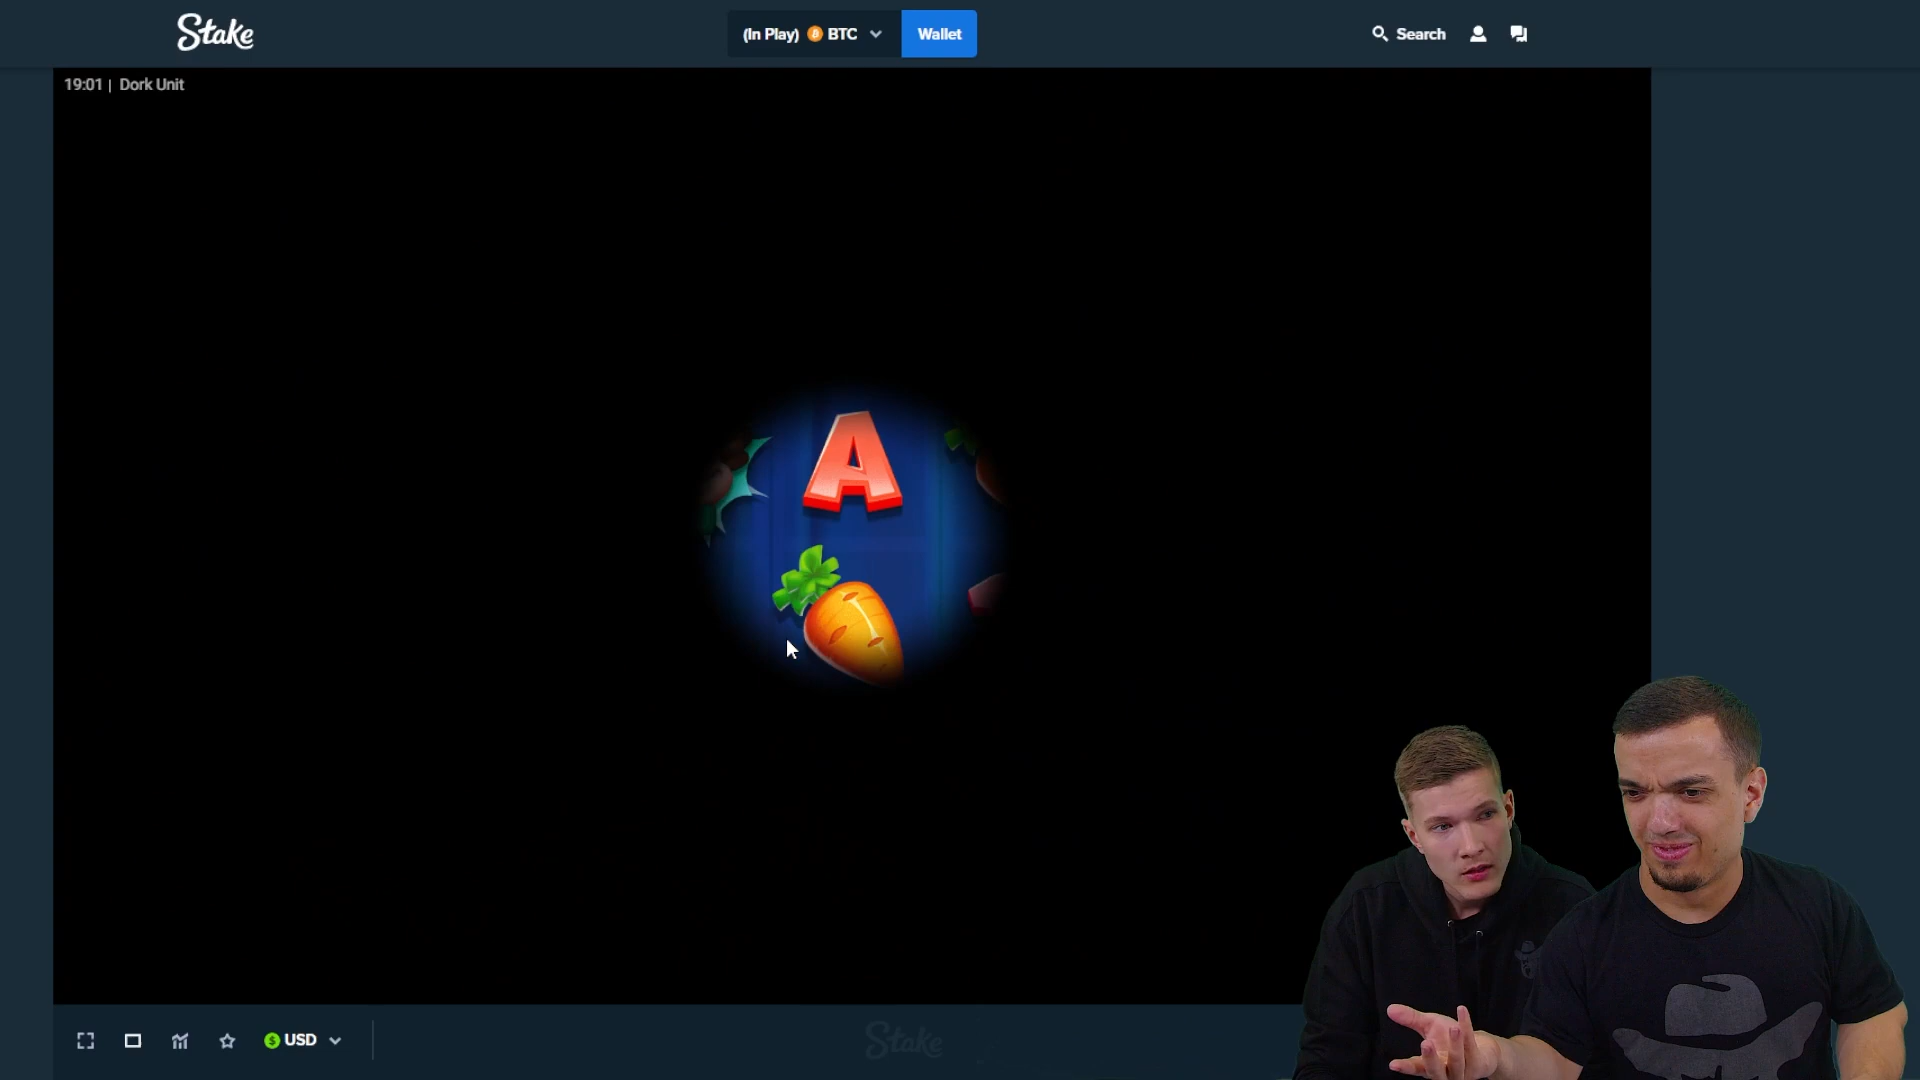 Stake
(In Play) BTC
Wallet
Search
19:01 | Dork Unit
A
USD
Stake